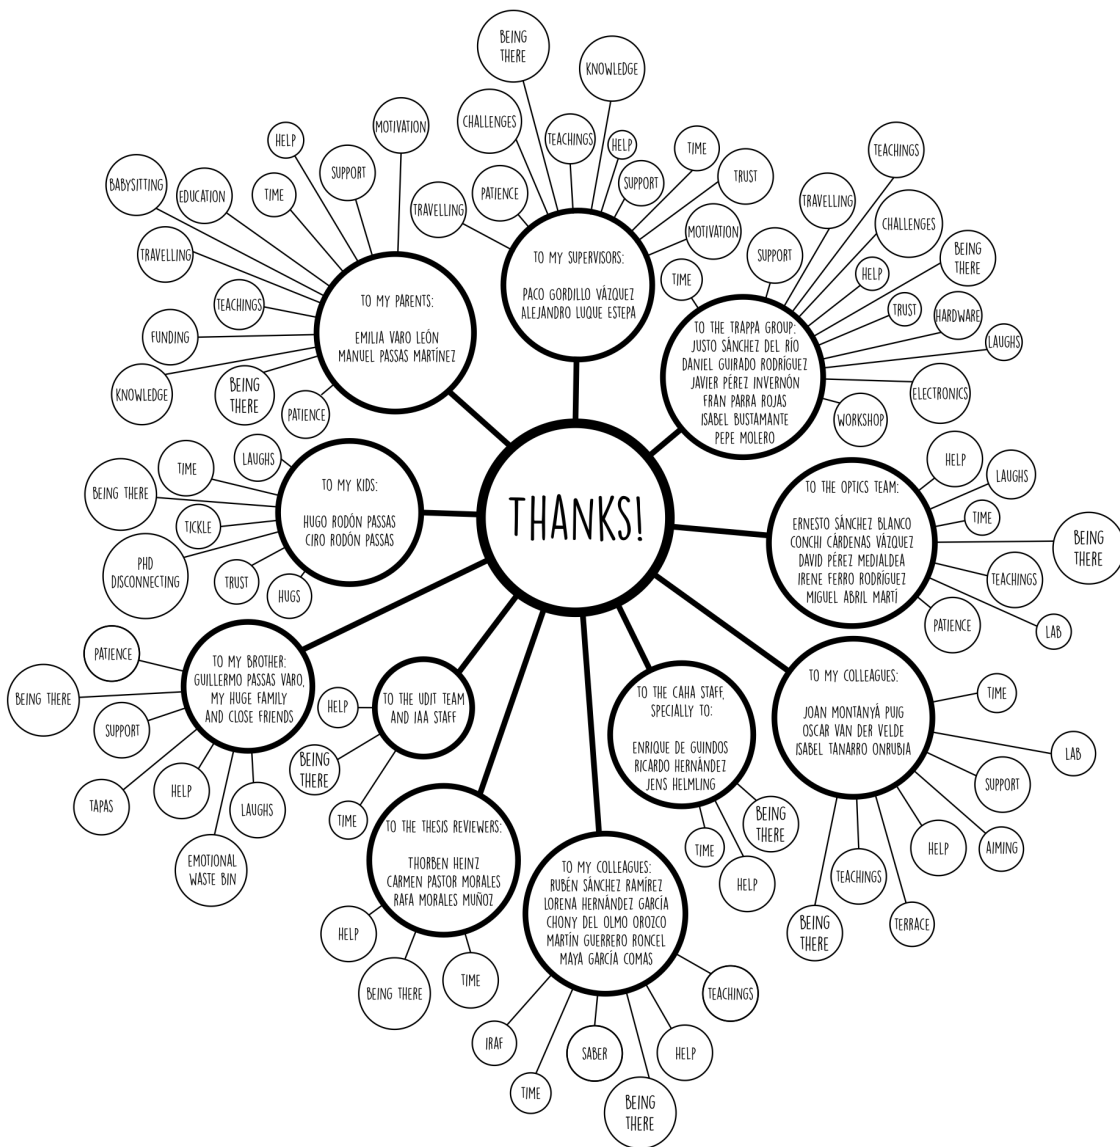 THANKS!
TO MY SUPERVISORS:
PACO GORDILLO VÁZQUEZ
ALEJANDRO LUQUE ESTEPA
TRAVELLING
PATIENCE
CHALLENGES
BEING
THERE
TEACHINGS
KNOWLEDGE
HELP
SUPPORT
TIME
TRUST
MOTIVATION
TO THE TRAPPA GROUP:
JUSTO SÁNCHEZ DEL RÍO
DANIEL GUIRADO RODRÍGUEZ
JAVIER PÉREZ INVERNÓN
FRAN PARRA ROJAS
ISABEL BUSTAMANTE
PEPE MOLERO
TIME
SUPPORT
TRAVELLING
TEACHINGS
CHALLENGES
HELP
BEING
THERE
TRUST
HARDWARE
LAUGHS
ELECTRONICS
WORKSHOP
TO THE OPTICS TEAM:
ERNESTO SÁNCHEZ BLANCO
CONCHI CÁRDENAS VÁZQUEZ
DAVID PÉREZ MEDIALDEA
IRENE FERRO RODRÍGUEZ
MIGUEL ABRIL MARTÍ
HELP
LAUGHS
TIME
BEING
THERE
TEACHINGS
LAB
PATIENCE
TO MY COLLEAGUES:
JOAN MONTANYÁ PUIG
OSCAR VAN DER VELDE
ISABEL TANARRO ONRUBIA
TIME
LAB
SUPPORT
AIMING
HELP
TERRACE
TEACHINGS
BEING
THERE
TO THE CAHA STAFF,
SPECIALLY TO:
ENRIQUE DE GUINDOS
RICARDO HERNÁNDEZ
JENS HELMLING
BEING
THERE
HELP
TIME
TO MY COLLEAGUES:
RUBÉN SÁNCHEZ RAMÍREZ
LORENA HERNÁNDEZ GARCÍA
CHONY DEL OLMO OROZCO
MARTÍN GUERRERO RONCEL
MAYA GARCÍA COMAS
TEACHINGS
HELP
BEING
THERE
SABER
TIME
IRAF
TO THE THESIS REVIEWERS:
THORBEN HEINZ
CARMEN PASTOR MORALES
RAFA MORALES MUÑOZ
TIME
BEING THERE
HELP
TO THE UDIT TEAM
AND IAA STAFF
HELP
BEING
THERE
TIME
TO MY BROTHER:
GUILLERMO PASSAS VARO,
MY HUGE FAMILY
AND CLOSE FRIENDS
PATIENCE
BEING THERE
SUPPORT
TAPAS
HELP
EMOTIONAL
WASTE BIN
LAUGHS
TO MY KIDS:
HUGO RODÓN PASSAS
CIRO RODÓN PASSAS
LAUGHS
TIME
BEING THERE
TICKLE
PHD
DISCONNECTING
TRUST
HUGS
TO MY PARENTS:
EMILIA VARO LEÓN
MANUEL PASSAS MARTÍNEZ
PATIENCE
BEING
THERE
KNOWLEDGE
FUNDING
TEACHINGS
TRAVELLING
BABYSITTING
EDUCATION
TIME
HELP
SUPPORT
MOTIVATION